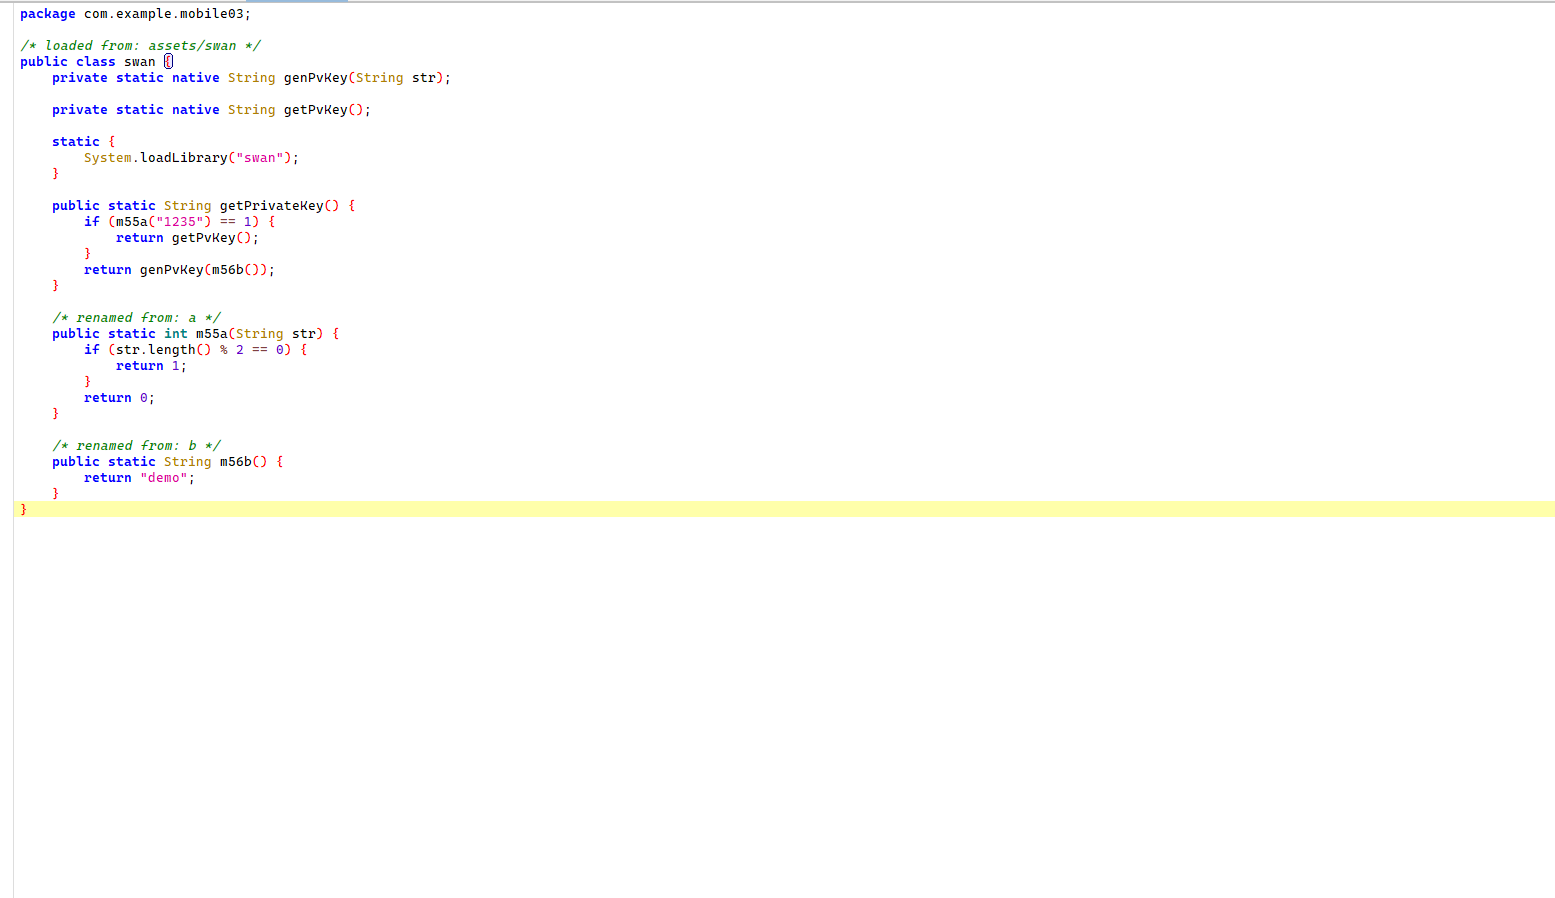 package com.example.mobile03;
/* loaded from: assets/swan */
public class swan {
    private static native String genPvKey(String str);
    private static native String getPvKey();
    static {
        System.loadLibrary("swan");
    }
    public static String getPrivateKey() {
        if (m55a("1235") == 1) {
            return getPvKey();
        }
        return genPvKey(m56b());
    }
    /* renamed from: a */
    public static int m55a(String str) {
        if (str.length() % 2 == 0) {
            return 1;
        }
        return 0;
    }
    /* renamed from: b */
    public static String m56b() {
        return "demo";
    }
}